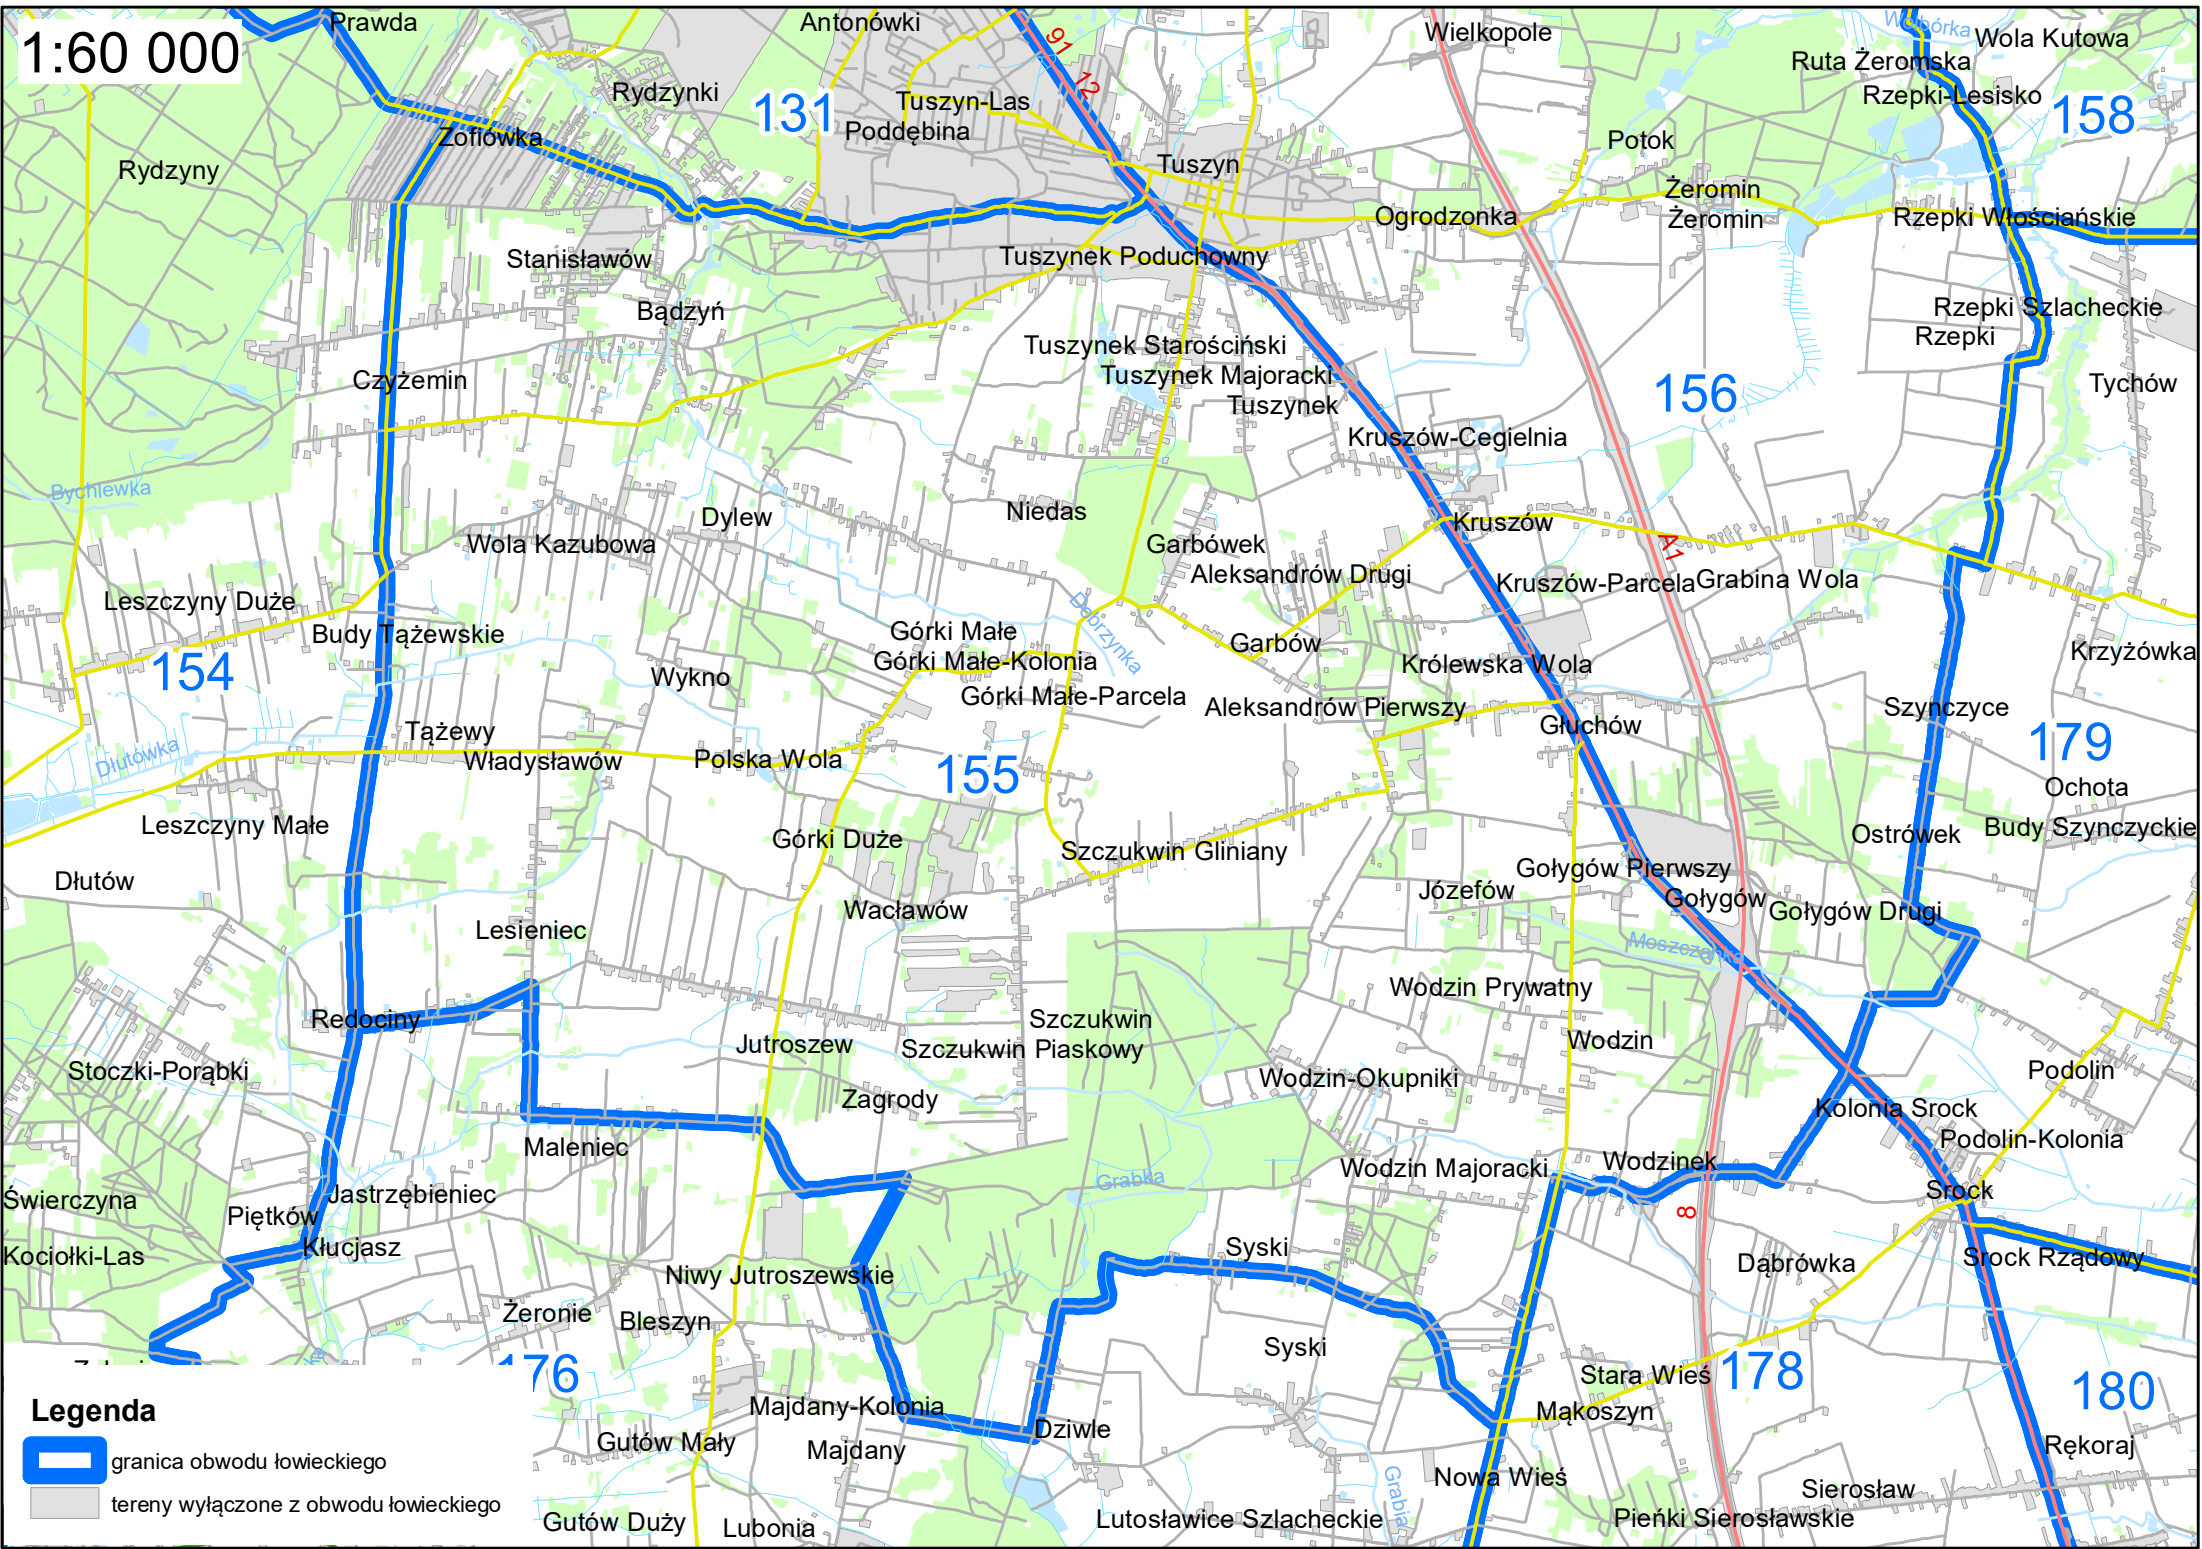 1:60 000
Prawda
Antonówki
91
12
Wielkopole
Wolbórka
Wola Kutowa
Ruta Żeromska
Rzepki-Lesisko
158
Rydzynki
131
Tuszyn-Las
Poddębina
Zofiówka
Rydzyny
Tuszyn
Potok
Żeromin
Żeromin
Ogrodzonka
Rzepki Włościańskie
Stanisławów
Tuszynek Poduchowny
Bądzyń
Rzepki Szlacheckie
Rzepki
Tuszynek Starościński
Tuszynek Majoracki
Tuszynek
Czyżemin
156
Tychów
Kruszów-Cegielnia
Bychlewka
Dylew
Niedas
Kruszów
A1
Wola Kazubowa
Garbówek
Aleksandrów Drugi
Kruszów-Parcela
Grabina Wola
Leszczyny Duże
Budy Tążewskie
Dobrzynka
Górki Małe
Górki Małe-Kolonia
Górki Małe-Parcela
Garbów
Królewska Wola
Krzyżówka
154
Wykno
Aleksandrów Pierwszy
Głuchów
Szynczyce
179
Tążewy
Władysławów
Polska Wola
Dłutówka
155
Ochota
Leszczyny Małe
Górki Duże
Szczukwin Gliniany
Ostrówek
Budy Szynczyckie
Dłutów
Gołygów Pierwszy
Józefów
Gołygów
Gołygów Drugi
Wacławów
Lesieniec
Moszczanka
Wodzin Prywatny
Redociny
Szczukwin
Szczukwin Piaskowy
Jutroszew
Wodzin
Stoczki-Porąbki
Zagrody
Wodzin-Okupniki
Podolin
Kolonia Srock
Podolin-Kolonia
Maleniec
Wodzin Majoracki
Wodzinek
Grabka
Świerczyna
Jastrzębieniec
Piętków
Srock
8
Kociołki-Las
Kłucjasz
Syski
Srock Rządowy
Dąbrówka
Niwy Jutroszewskie
Żeronie
Bleszyn
Syski
Stara Wieś
178
180
Majdany-Kolonia
Mąkoszyn
Dziwle
Gutów Mały
Majdany
Rękoraj
Nowa Wieś
Grabia
Sierosław
Gutów Duży
Lubonia
Lutosławice Szlacheckie
Pieńki Sierosławskie
Legenda
granica obwodu łowieckiego
tereny wyłączone z obwodu łowieckiego